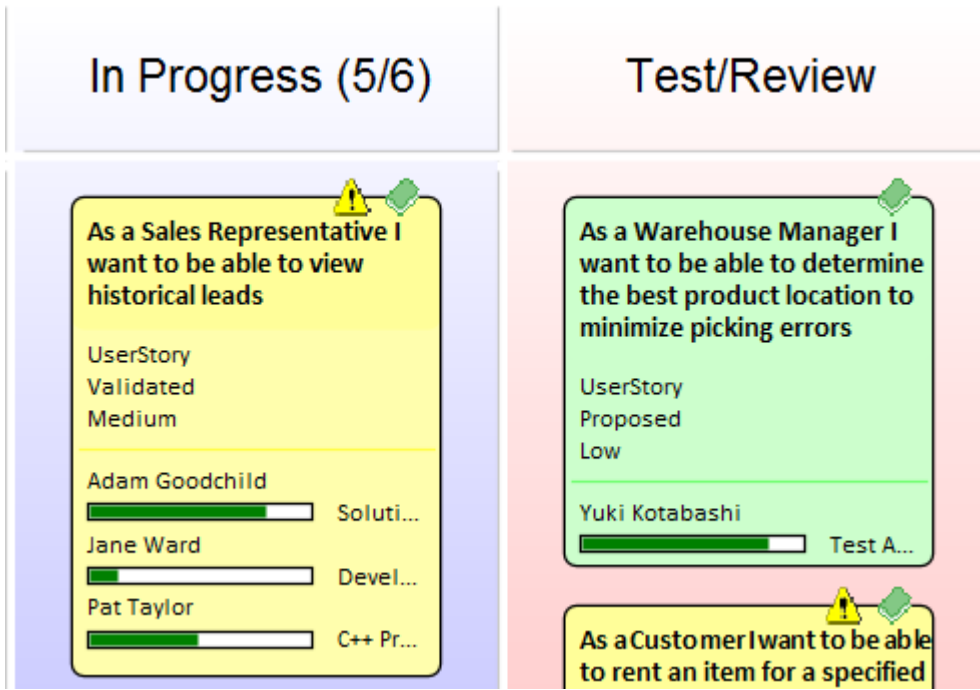 In Progress (5/6)
Test/Review
As a Sales Representative I
want to be able to view
historical leads
UserStory
Validated
Medium
Adam Goodchild
Soluti...
Jane Ward
Devel...
Pat Taylor
C++ Pr...
As a Warehouse Manager I
want to be able to determine
the best product location to
minimize picking errors
UserStory
Proposed
Low
Yuki Kotabashi
Test A...
As a Customer I want to be able
to rent an item for a specified